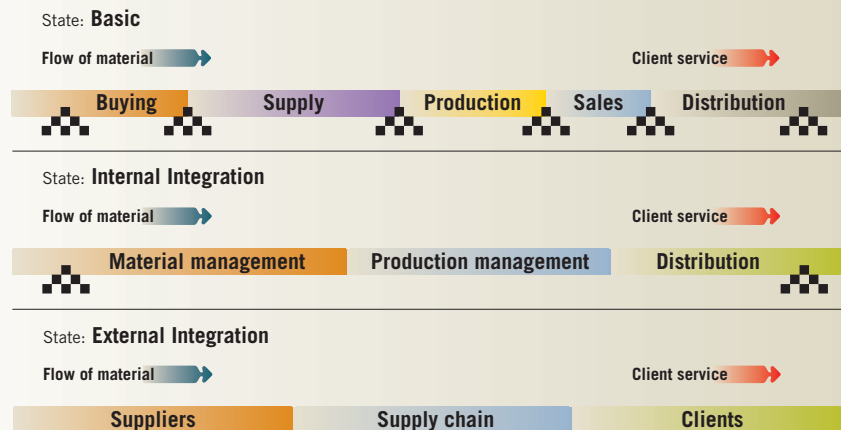 State: Basic
Flow of material Client service
Buying Supply Production Sales Distribution
State: Internal Integration
Flow of material Client service
Material management Production management Distribution
State: External Integration
Flow of material Client service
Suppliers Supply chain Clients